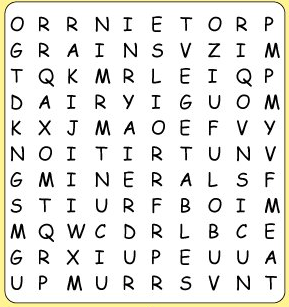 O R R N I E T O R P
G R A I N S V Z I M
T Q K M R L E I Q P
D A I R Y I G U O M
K X J M A O E F V Y
N O I T I R T U N V
G M I N E R A L S F
S T I U R F B O I M
M Q W C D R L B C E
G R X I U P E U U A
U P M U R R S V N T